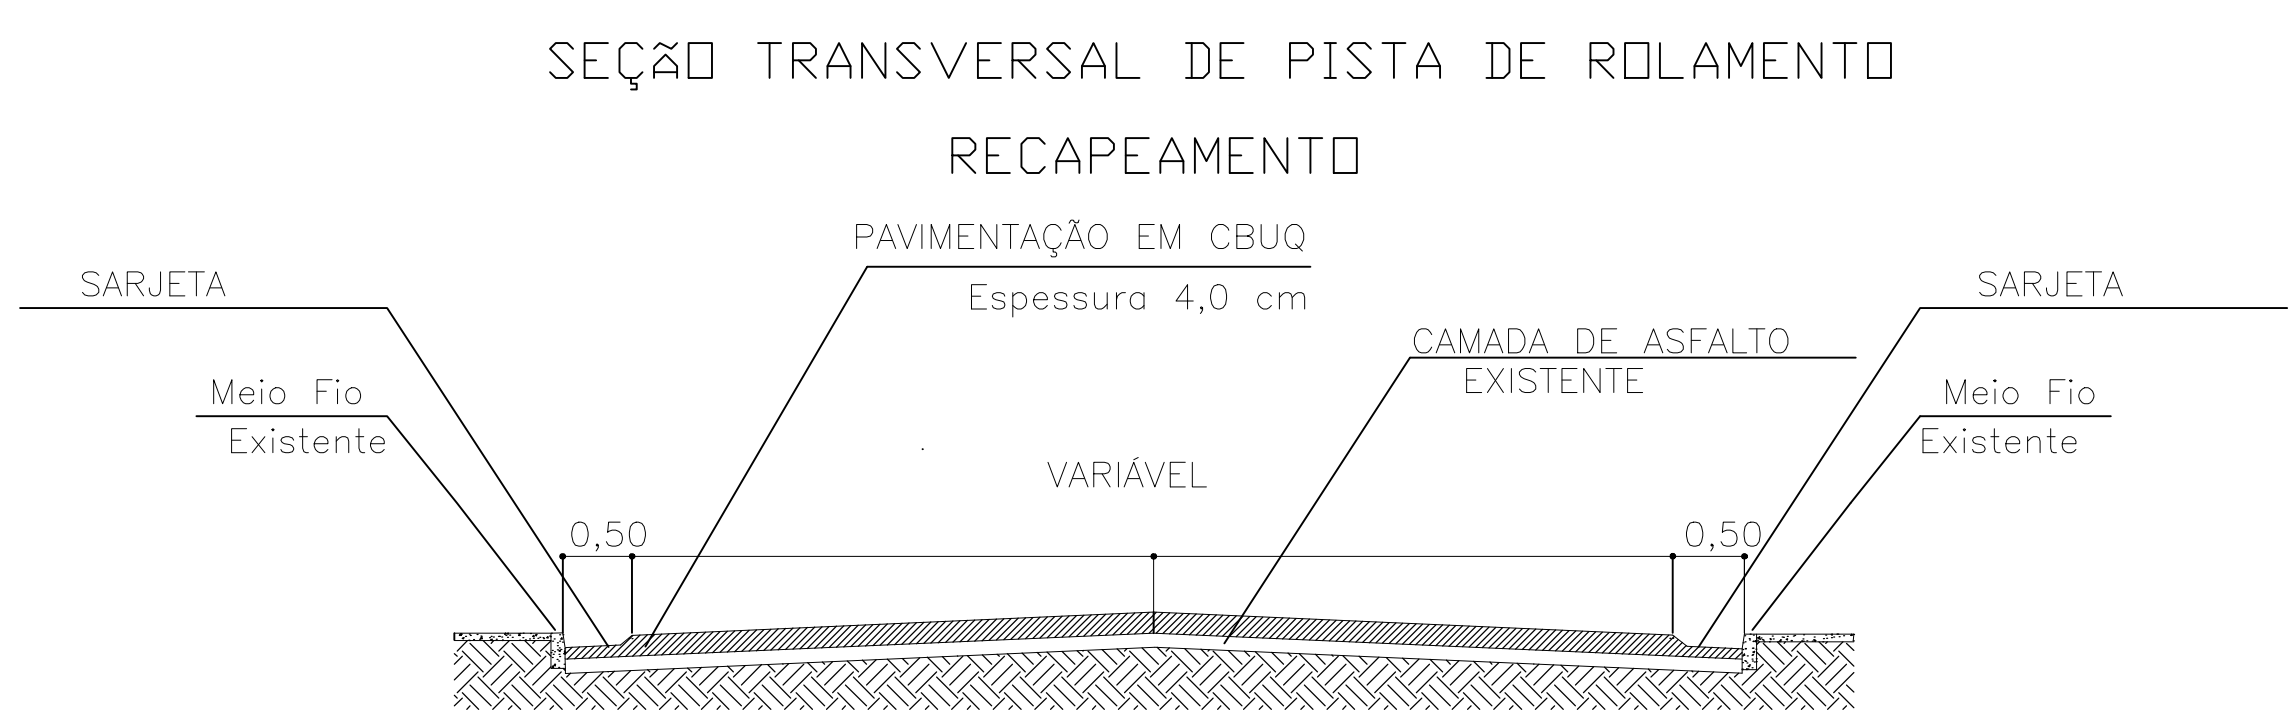 SEÇÃO TRANSVERSAL DE PISTA DE ROLAMENTO
RECAPEAMENTO
PAVIMENTAÇÃO EM CBUQ
Espessura 4,0 cm
SARJETA
SARJETA
CAMADA DE ASFALTO
EXISTENTE
Meio Fio
Existente
Meio Fio
Existente
VARIÁVEL
0,50
0,50